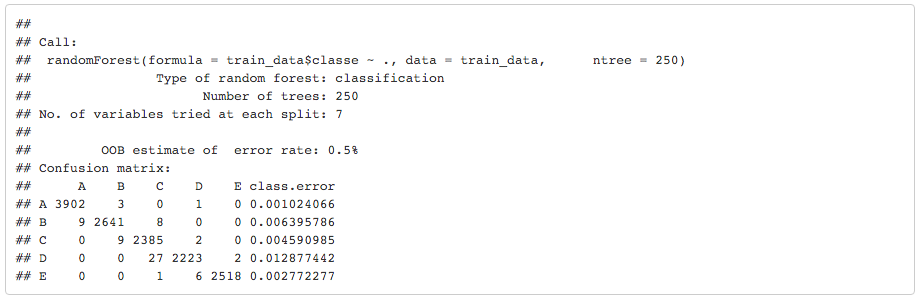 ##
## Call:
##  randomForest(formula = train_data$classe ~ ., data = train_data,      ntree = 250)
##                Type of random forest: classification
##                      Number of trees: 250
## No. of variables tried at each split: 7
##
##         OOB estimate of  error rate: 0.5%
## Confusion matrix:
##      A    B    C    D    E class.error
## A 3902    3    0    1    0 0.001024066
## B    9 2641    8    0    0 0.006395786
## C    0    9 2385    2    0 0.004590985
## D    0    0   27 2223    2 0.012877442
## E    0    0    1    6 2518 0.002772277